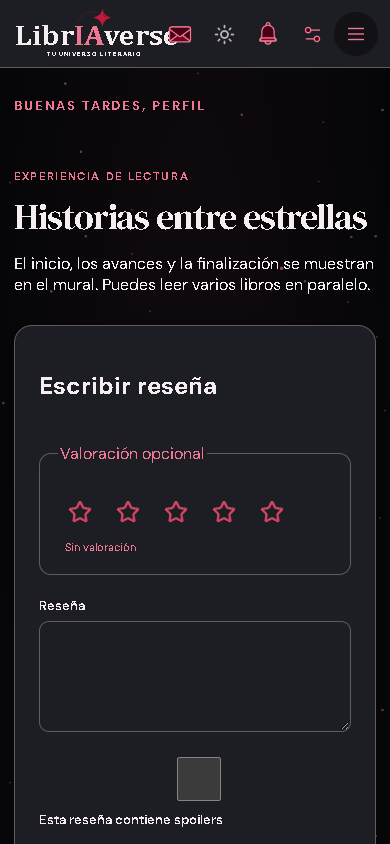 LibrIAverse
TU UNIVERSO LITERARIO
BUENAS TARDES, PERFIL
EXPERIENCIA DE LECTURA
Historias entre estrellas
El inicio, los avances y la finalización se muestran
en el mural. Puedes leer varios libros en paralelo.
Escribir reseña
Valoración opcional
Sin valoración
Reseña
Esta reseña contiene spoilers